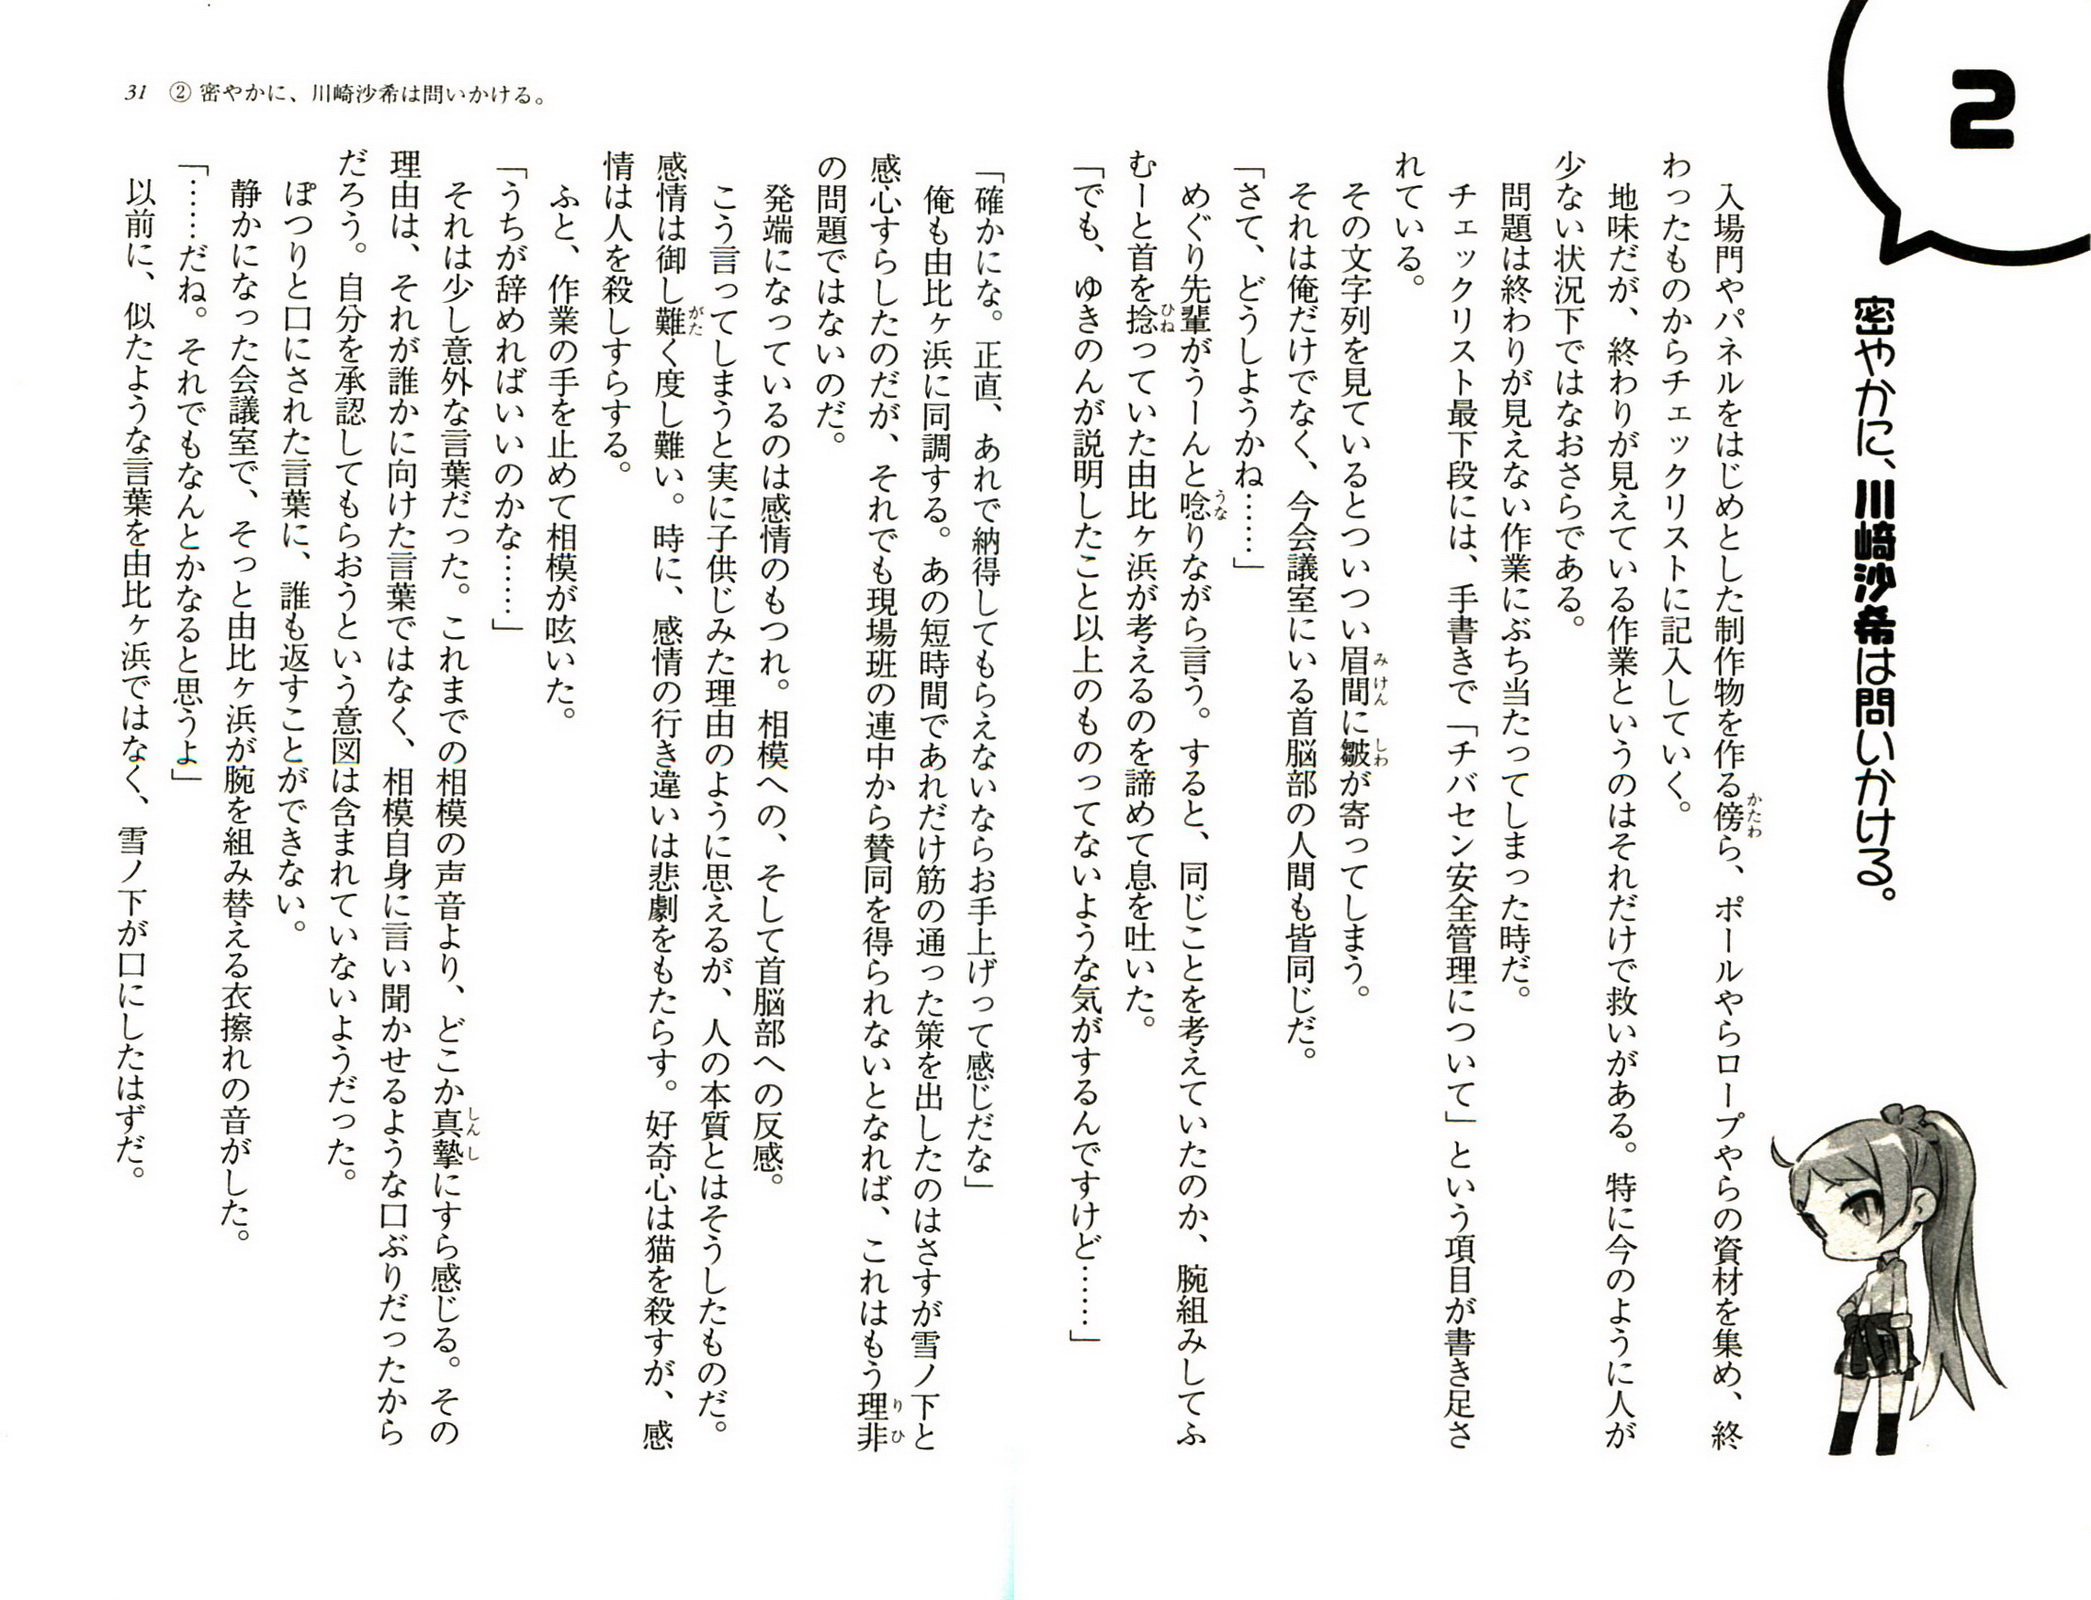 2
密やかに、川崎沙希は問いかける。
入場門やパネルをはじめとした制作物を作る傍ら、ポールやらロープやらの資材を集め、終
わったものからチェックリストに記入していく。
地味だが、終わりが見えている作業というのはそれだけで救いがある。特に今のように人が
少ない状況下ではなおさらである。
問題は終わりが見えない作業にぶち当たってしまった時だ。
チェックリスト最下段には、手書きで「チバセン安全管理について」という項目が書き足さ
れている。
その文字列を見ているとついつい眉間に皺が寄ってしまう。
それは俺だけでなく、今会議室にいる首脳部の人間も皆同じだ。
「さて、どうしようかね……」
めぐり先輩がうーんと唸りながら言う。すると、同じことを考えていたのか、腕組みしてふ
むーと首を捻っていた由比ヶ浜が考えるのを諦めて息を吐いた。
「でも、ゆきのんが説明したこと以上のものってないような気がするんですけど……」
「確かにな。正直、あれで納得してもらえないならお手上げって感じだな」
俺も由比ヶ浜に同調する。あの短時間であれだけ筋の通った策を出したのはさすが雪ノ下と
感心すらしたのだが、それでも現場班の連中から賛同を得られないとなれば、これはもう理非
の問題ではないのだ。
発端になっているのは感情のもつれ。相模への、そして首脳部への反感。
こう言ってしまうと実に子供じみた理由のように思えるが、人の本質とはそうしたものだ。
感情は御し難く度し難い。時に、感情の行き違いは悲劇をもたらす。好奇心は猫を殺すが、感
情は人を殺しすらする。
ふと、作業の手を止めて相模が呟いた。
「うちが辞めればいいのかな……」
それは少し意外な言葉だった。これまでの相模の声音より、どこか真摯にすら感じる。その
理由は、それが誰かに向けた言葉ではなく、相模自身に言い聞かせるような口ぶりだったから
だろう。自分を承認してもらおうという意図は含まれていないようだった。
ぽつりと口にされた言葉に、誰も返すことができない。
静かになった会議室で、そっと由比ヶ浜が腕を組み替える衣擦れの音がした。
「……だね。それでもなんとかなると思うよ」
以前に、似たような言葉を由比ヶ浜ではなく、雪ノ下が口にしたはずだ。
31 ② 密やかに、川崎沙希は問いかける。